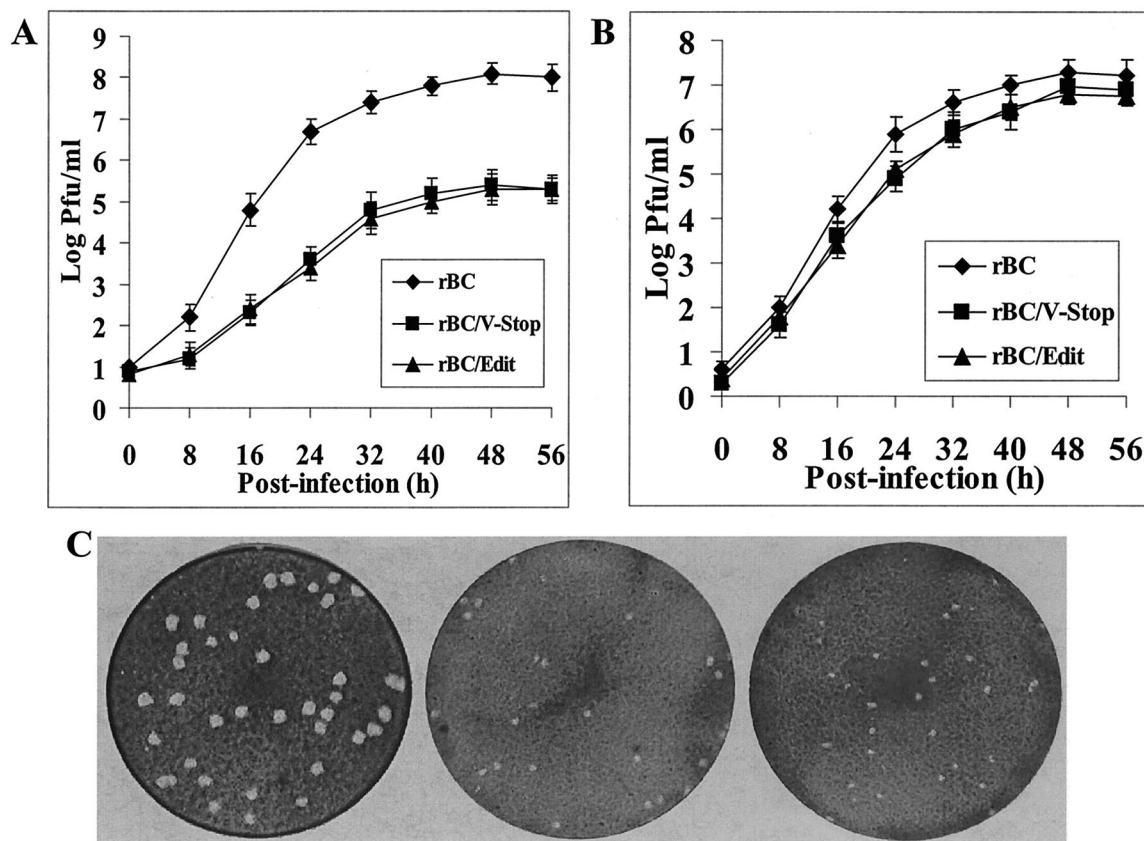 A
Log Pfu/ml
9
8
7
6
5
4
3
2
1
0
0 8 16 24 32 40 48 56
Post-infection (h)
rBC
rBC/V-Stop
rBC/Edit
B
Log Pfu/ml
8
7
6
5
4
3
2
1
0
0 8 16 24 32 40 48 56
Post-infection (h)
rBC
rBC/V-Stop
rBC/Edit
C